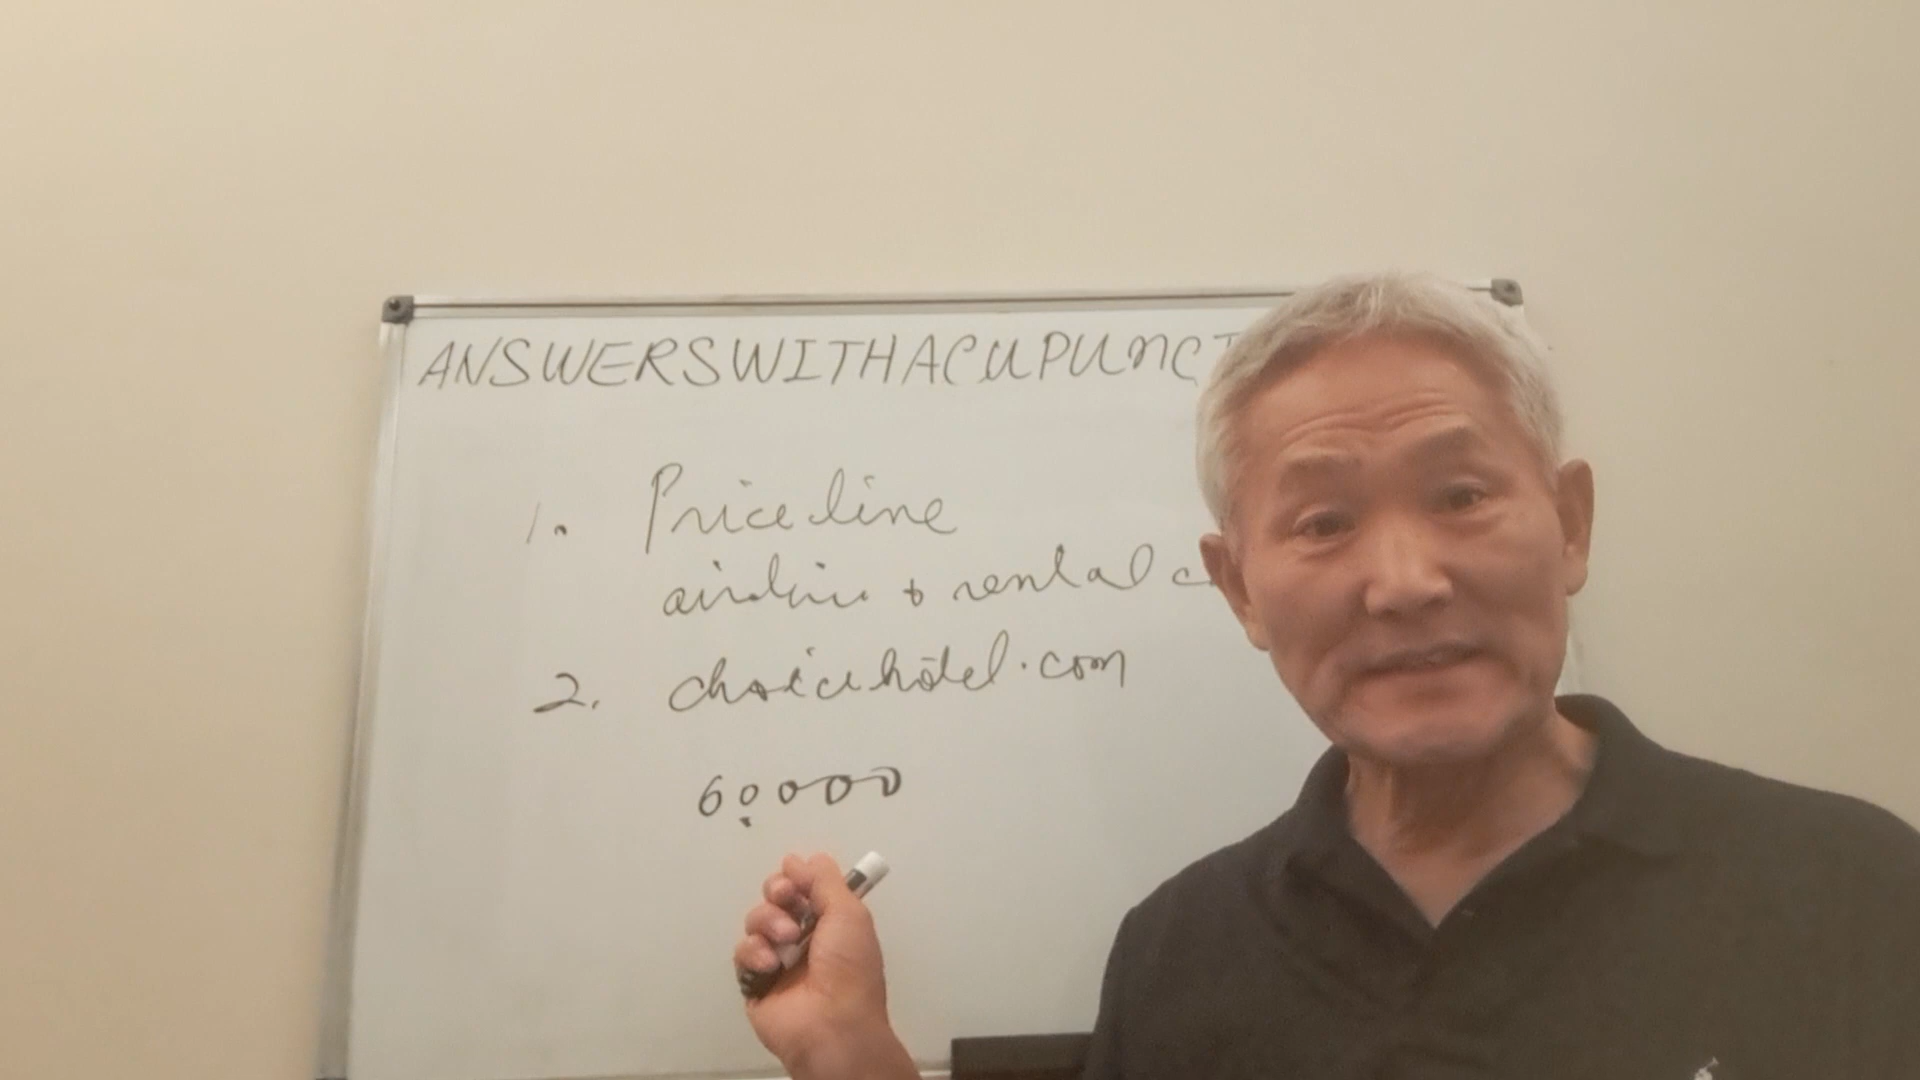 ANSWERSWITHACUPUNCT
1. Priceline
airline + rental c
2. choicehotel.com
60000